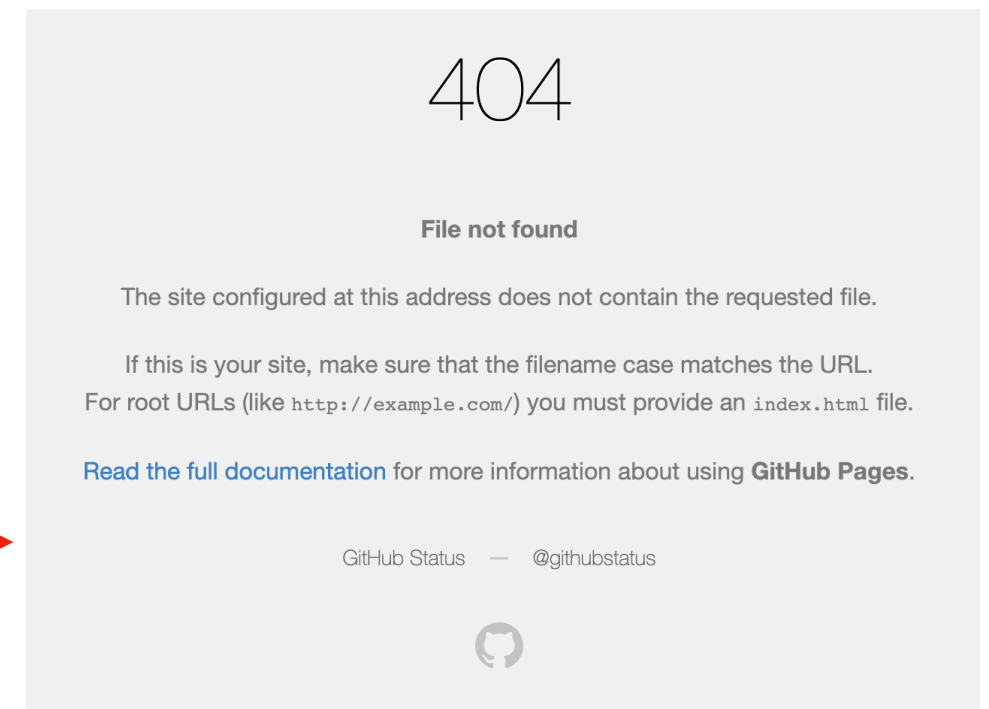 404
File not found
The site configured at this address does not contain the requested file.
If this is your site, make sure that the filename case matches the URL.
For root URLs (like http://example.com/) you must provide an index.html file.
Read the full documentation for more information about using GitHub Pages.
GitHub Status — @githubstatus